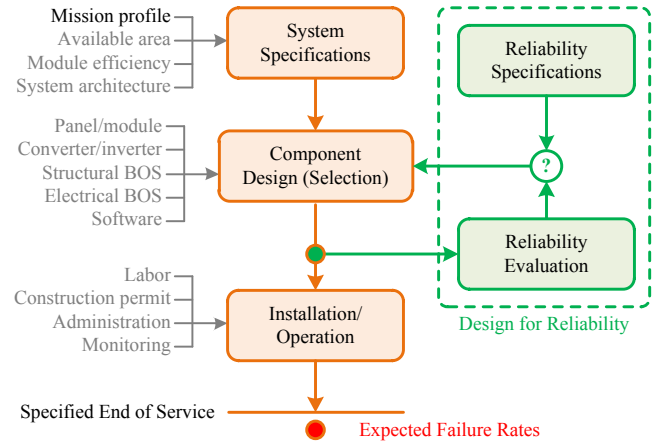 Mission profile
Available area
Module efficiency
System architecture
System
Specifications
Reliability
Specifications
Panel/module
Converter/inverter
Structural BOS
Electrical BOS
Software
Component
Design (Selection)
?
Reliability
Evaluation
Labor
Construction permit
Administration
Monitoring
Installation/
Operation
Design for Reliability
Specified End of Service
Expected Failure Rates